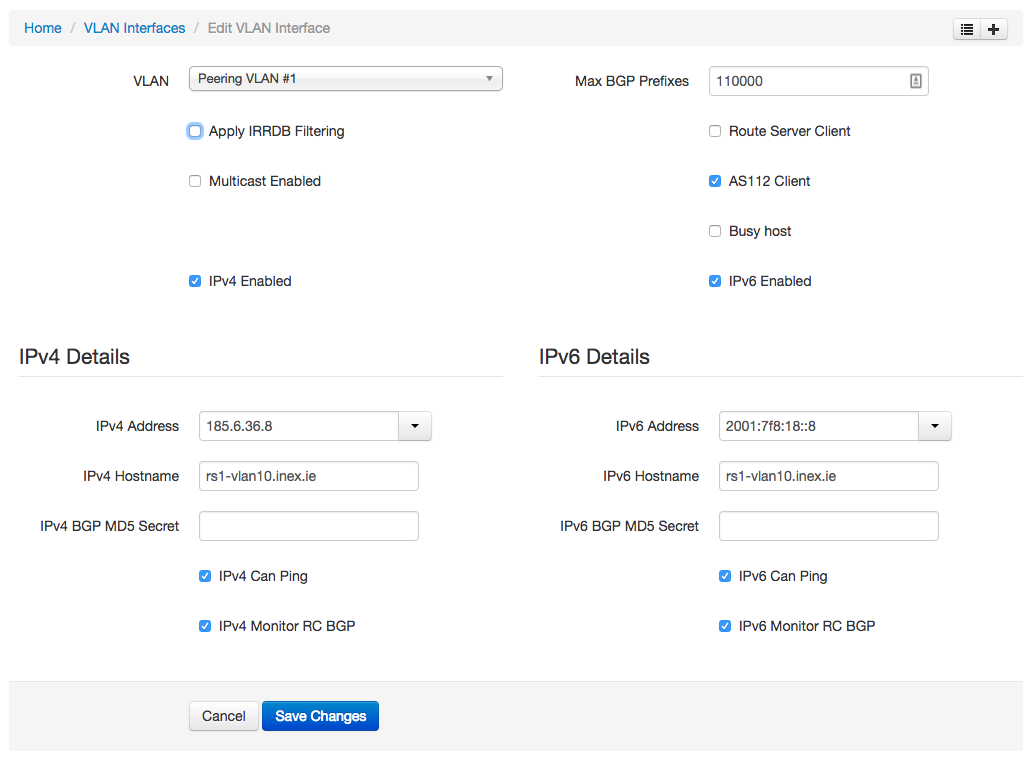 Home / VLAN Interfaces / Edit VLAN Interface
VLAN Peering VLAN #1 Max BGP Prefixes 110000
Apply IRRDB Filtering Route Server Client
Multicast Enabled AS112 Client
Busy host
IPv4 Enabled IPv6 Enabled
IPv4 Details IPv6 Details
IPv4 Address 185.6.36.8 IPv6 Address 2001:7f8:18::8
IPv4 Hostname rs1-vlan10.inex.ie IPv6 Hostname rs1-vlan10.inex.ie
IPv4 BGP MD5 Secret IPv6 BGP MD5 Secret
IPv4 Can Ping IPv6 Can Ping
IPv4 Monitor RC BGP IPv6 Monitor RC BGP
Cancel Save Changes